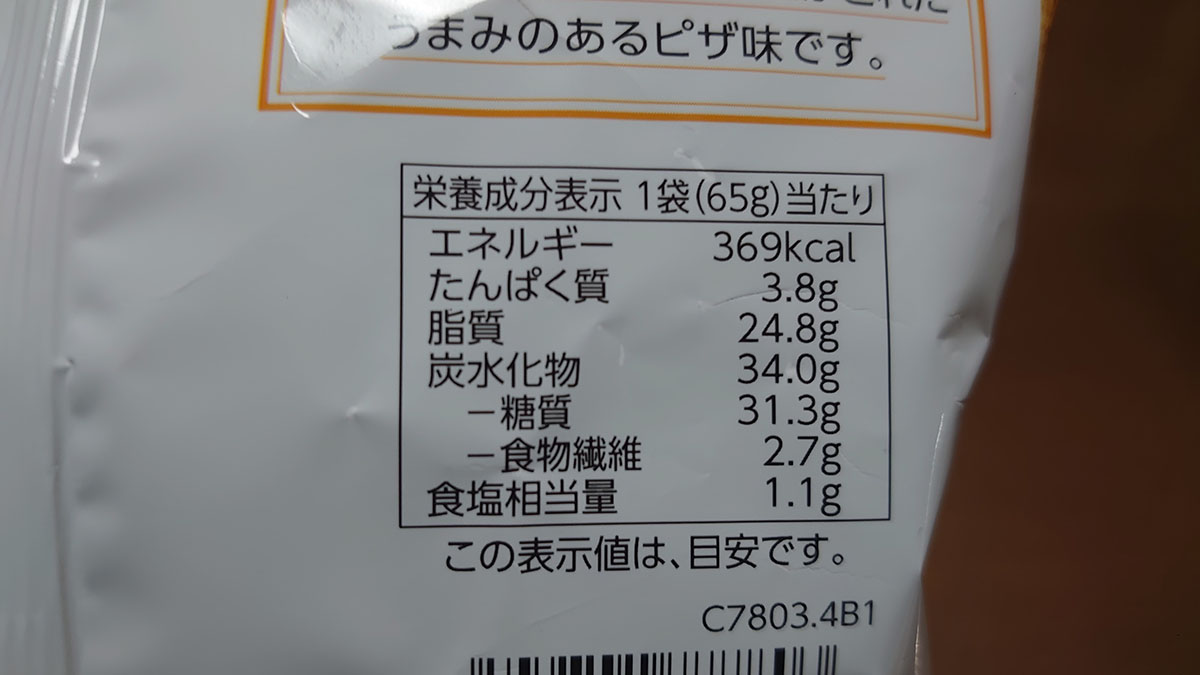 うまみのあるピザ味です。
栄養成分表示 1袋(65g)当たり
エネルギー 369kcal
たんぱく質 3.8g
脂質 24.8g
炭水化物 34.0g
－糖質 31.3g
－食物繊維 2.7g
食塩相当量 1.1g
この表示値は、目安です。
C7803.4B1